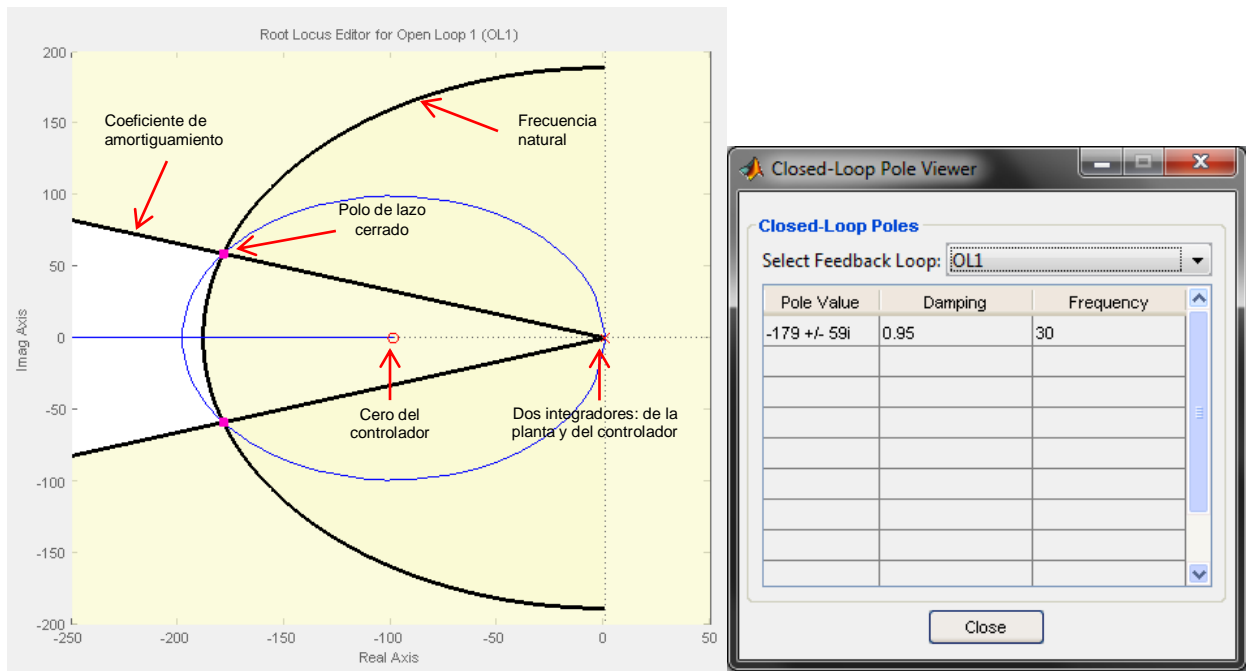 Root Locus Editor for Open Loop 1 (OL1)
200
150
100
50
0
-50
-100
-150
-200
-250
-200
-150
-100
-50
0
50
Imag Axis
Real Axis
Coeficiente de
amortiguamiento
Frecuencia
natural
Polo de lazo
cerrado
Cero del
controlador
Dos integradores: de la
planta y del controlador
Closed-Loop Pole Viewer
Closed-Loop Poles
Select Feedback Loop: OL1
Pole Value Damping Frequency
-179 +/- 59i 0.95 30
Close